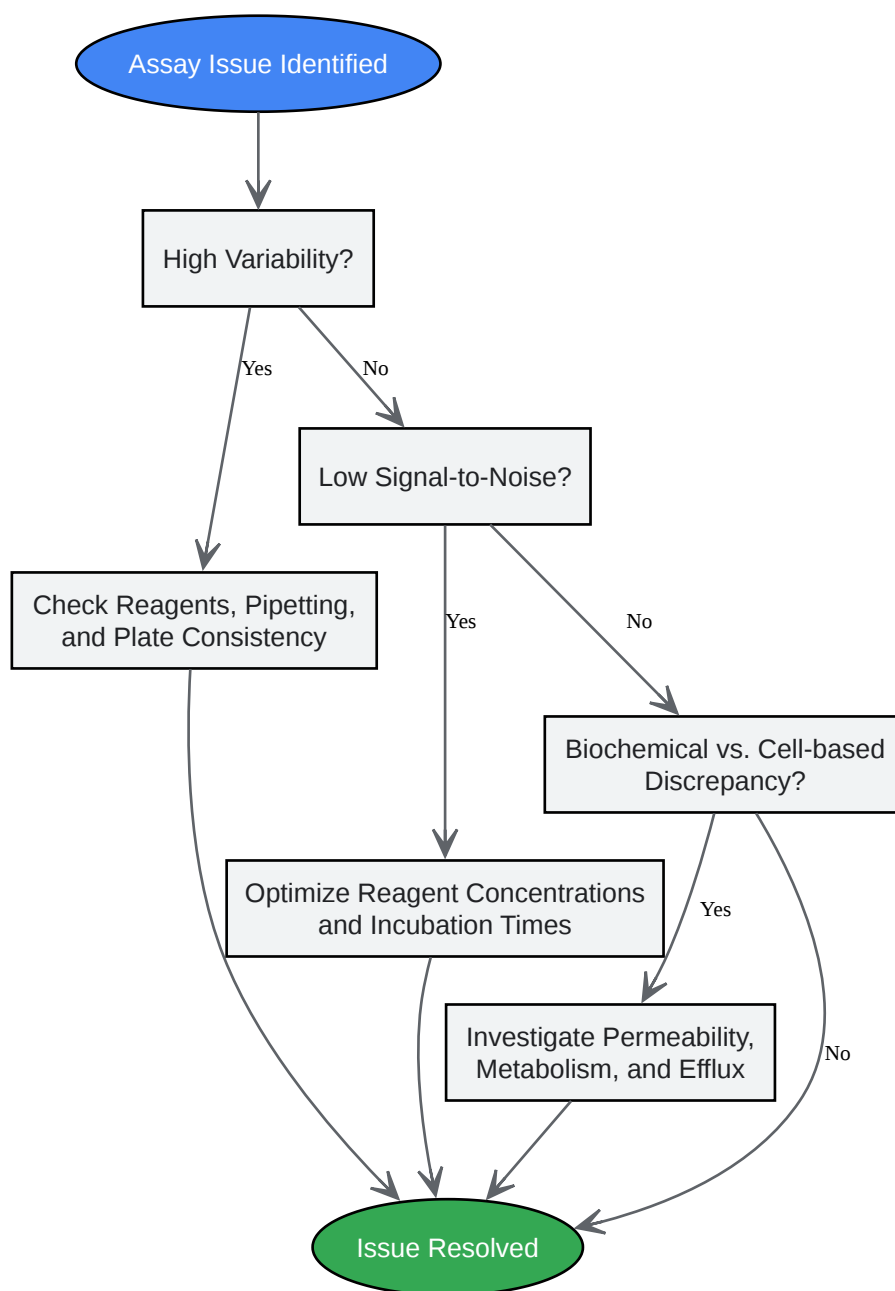 Assay Issue Identified
High Variability?
Yes
No
Low Signal-to-Noise?
Check Reagents, Pipetting,
and Plate Consistency
Yes
No
Biochemical vs. Cell-based
Discrepancy?
Optimize Reagent Concentrations
and Incubation Times
Yes
Investigate Permeability,
Metabolism, and Efflux
No
Issue Resolved